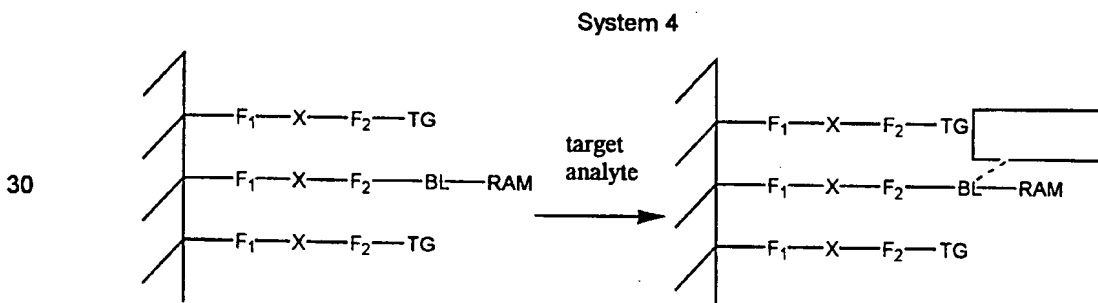 System 4
F₁—X—F₂—TG
F₁—X—F₂—BL—RAM
F₁—X—F₂—TG
30
target
analyte
F₁—X—F₂—TG
F₁—X—F₂—BL—RAM
F₁—X—F₂—TG